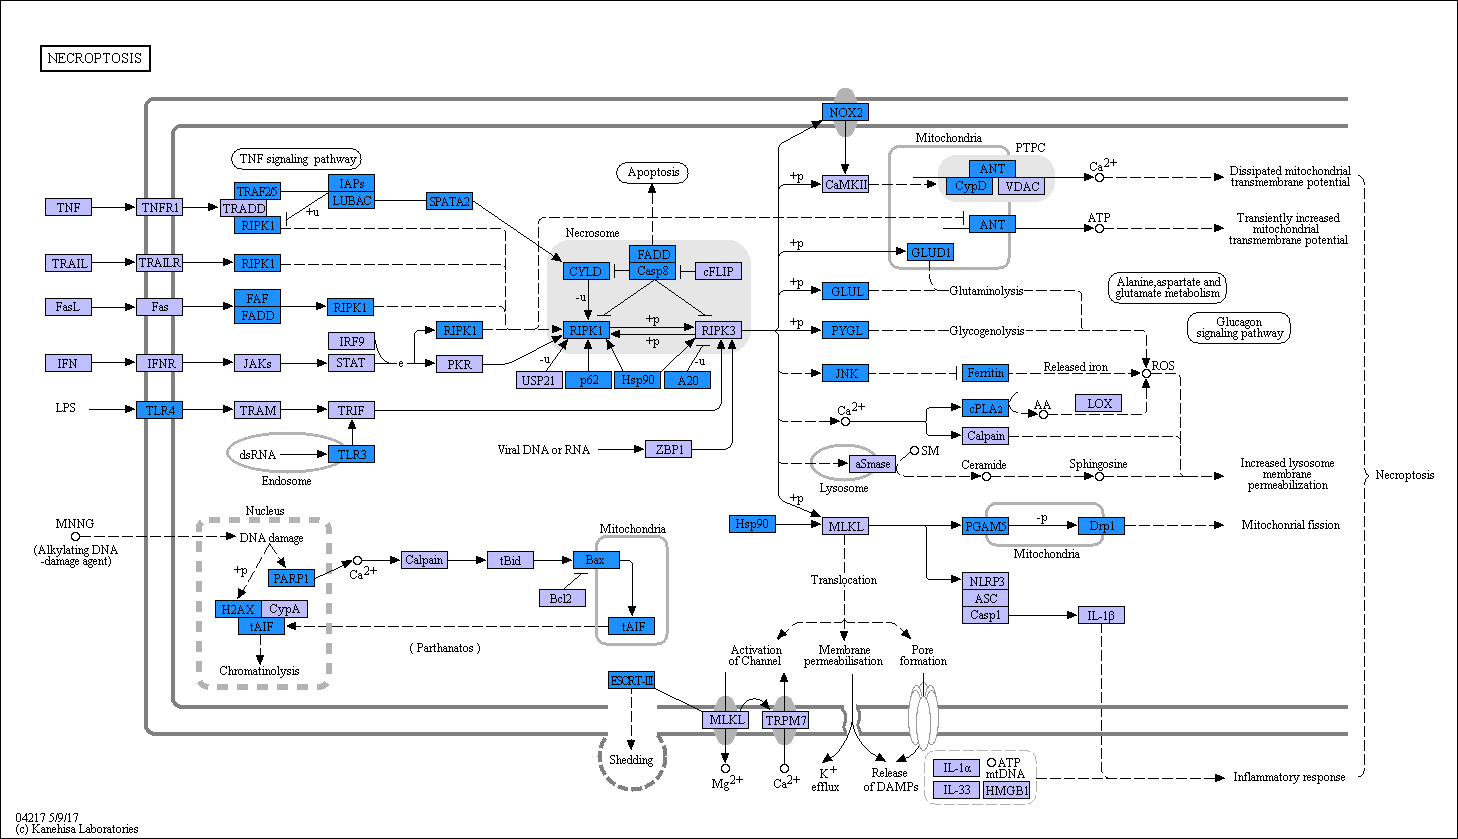 NECROPTOSIS
NOX2
TNF signaling pathway
Apoptosis
Mitochondria
PTPC
ANT
CypD
VDAC
Ca2+
Dissipated mitochondrial
transmembrane potential
+p
CaMKII
TNF
TNFR1
TRAF2б
TRADD
RIPK1
IAPs
LUBAC
+u
SPATA2
ANT
ATP
Transiently increased
mitochondrial
transmembrane potential
Necrosome
FADD
Casp8
CYLD
cFLIP
+p
GLUD1
TRAIL
TRAILR
RIPK1
-u
+p
GLUL
Glutaminolysis
Alanine,aspartate and
glutamate metabolism
FasL
Fas
FAF
FADD
RIPK1
RIPK1
RIPK1
+p
+p
RIPK3
+p
PYGL
Glycogenolysis
Glucagon
signaling pathway
IFN
IFNR
JAKs
IRF9
STAT
e
PKR
-u
-u
USP21
p62
Hsp90
A20
JNK
Ferritin
Released iron
ROS
LPS
TLR4
TRAM
TRIF
Ca2+
cPLA2
AA
LOX
Calpain
dsRNA
TLR3
Endosome
Viral DNA or RNA
ZBP1
aSmase
Lysosome
SM
Ceramide
Sphingosine
Increased lysosome
membrane
permeabilization
Necroptosis
+p
Hsp90
MLKL
PGAM5
-p
Drp1
Mitochondria
Mitochonrial fission
MNNG
(Alkylating DNA
-damage agent)
Nucleus
DNA damage
+p
PARP1
Ca2+
Calpain
tBid
Bax
Bcl2
Mitochondria
tAIF
H2AX
CypA
tAIF
Chromatinolysis
( Parthanatos )
Translocation
NLRP3
ASC
Casp1
IL-1β
Activation
of Channel
Membrane
permeabilisation
Pore
formation
ESCRT-III
Shedding
MLKL
TRPM7
Mg2+
Ca2+
K+
efflux
Release
of DAMPs
IL-1α
ATP
mtDNA
IL-33
HMGB1
Inflammatory response
04217 5/9/17
(c) Kanehisa Laboratories